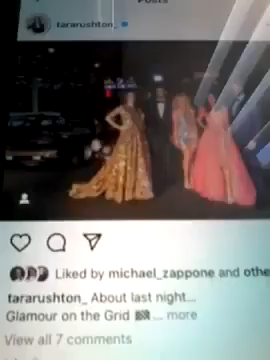 Posts
tararushton_
Liked by michael_zappone and othe
tararushton_ About last night...
Glamour on the Grid 🏁... more
View all 7 comments